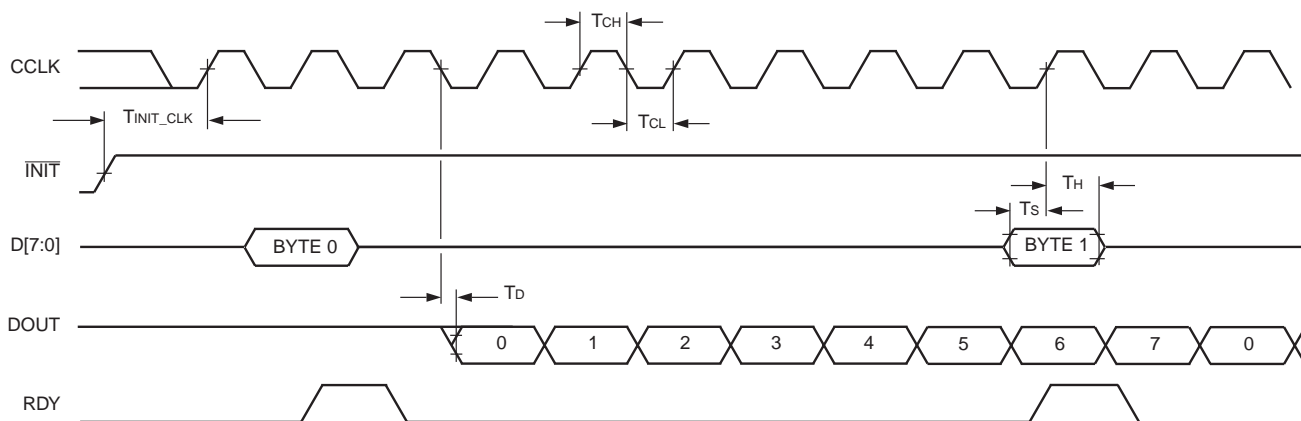 TCH
CCLK
TINIT_CLK
TCL
INIT
TH
TS
D[7:0]
BYTE 0
BYTE 1
TD
DOUT
0 1 2 3 4 5 6 7 0
RDY